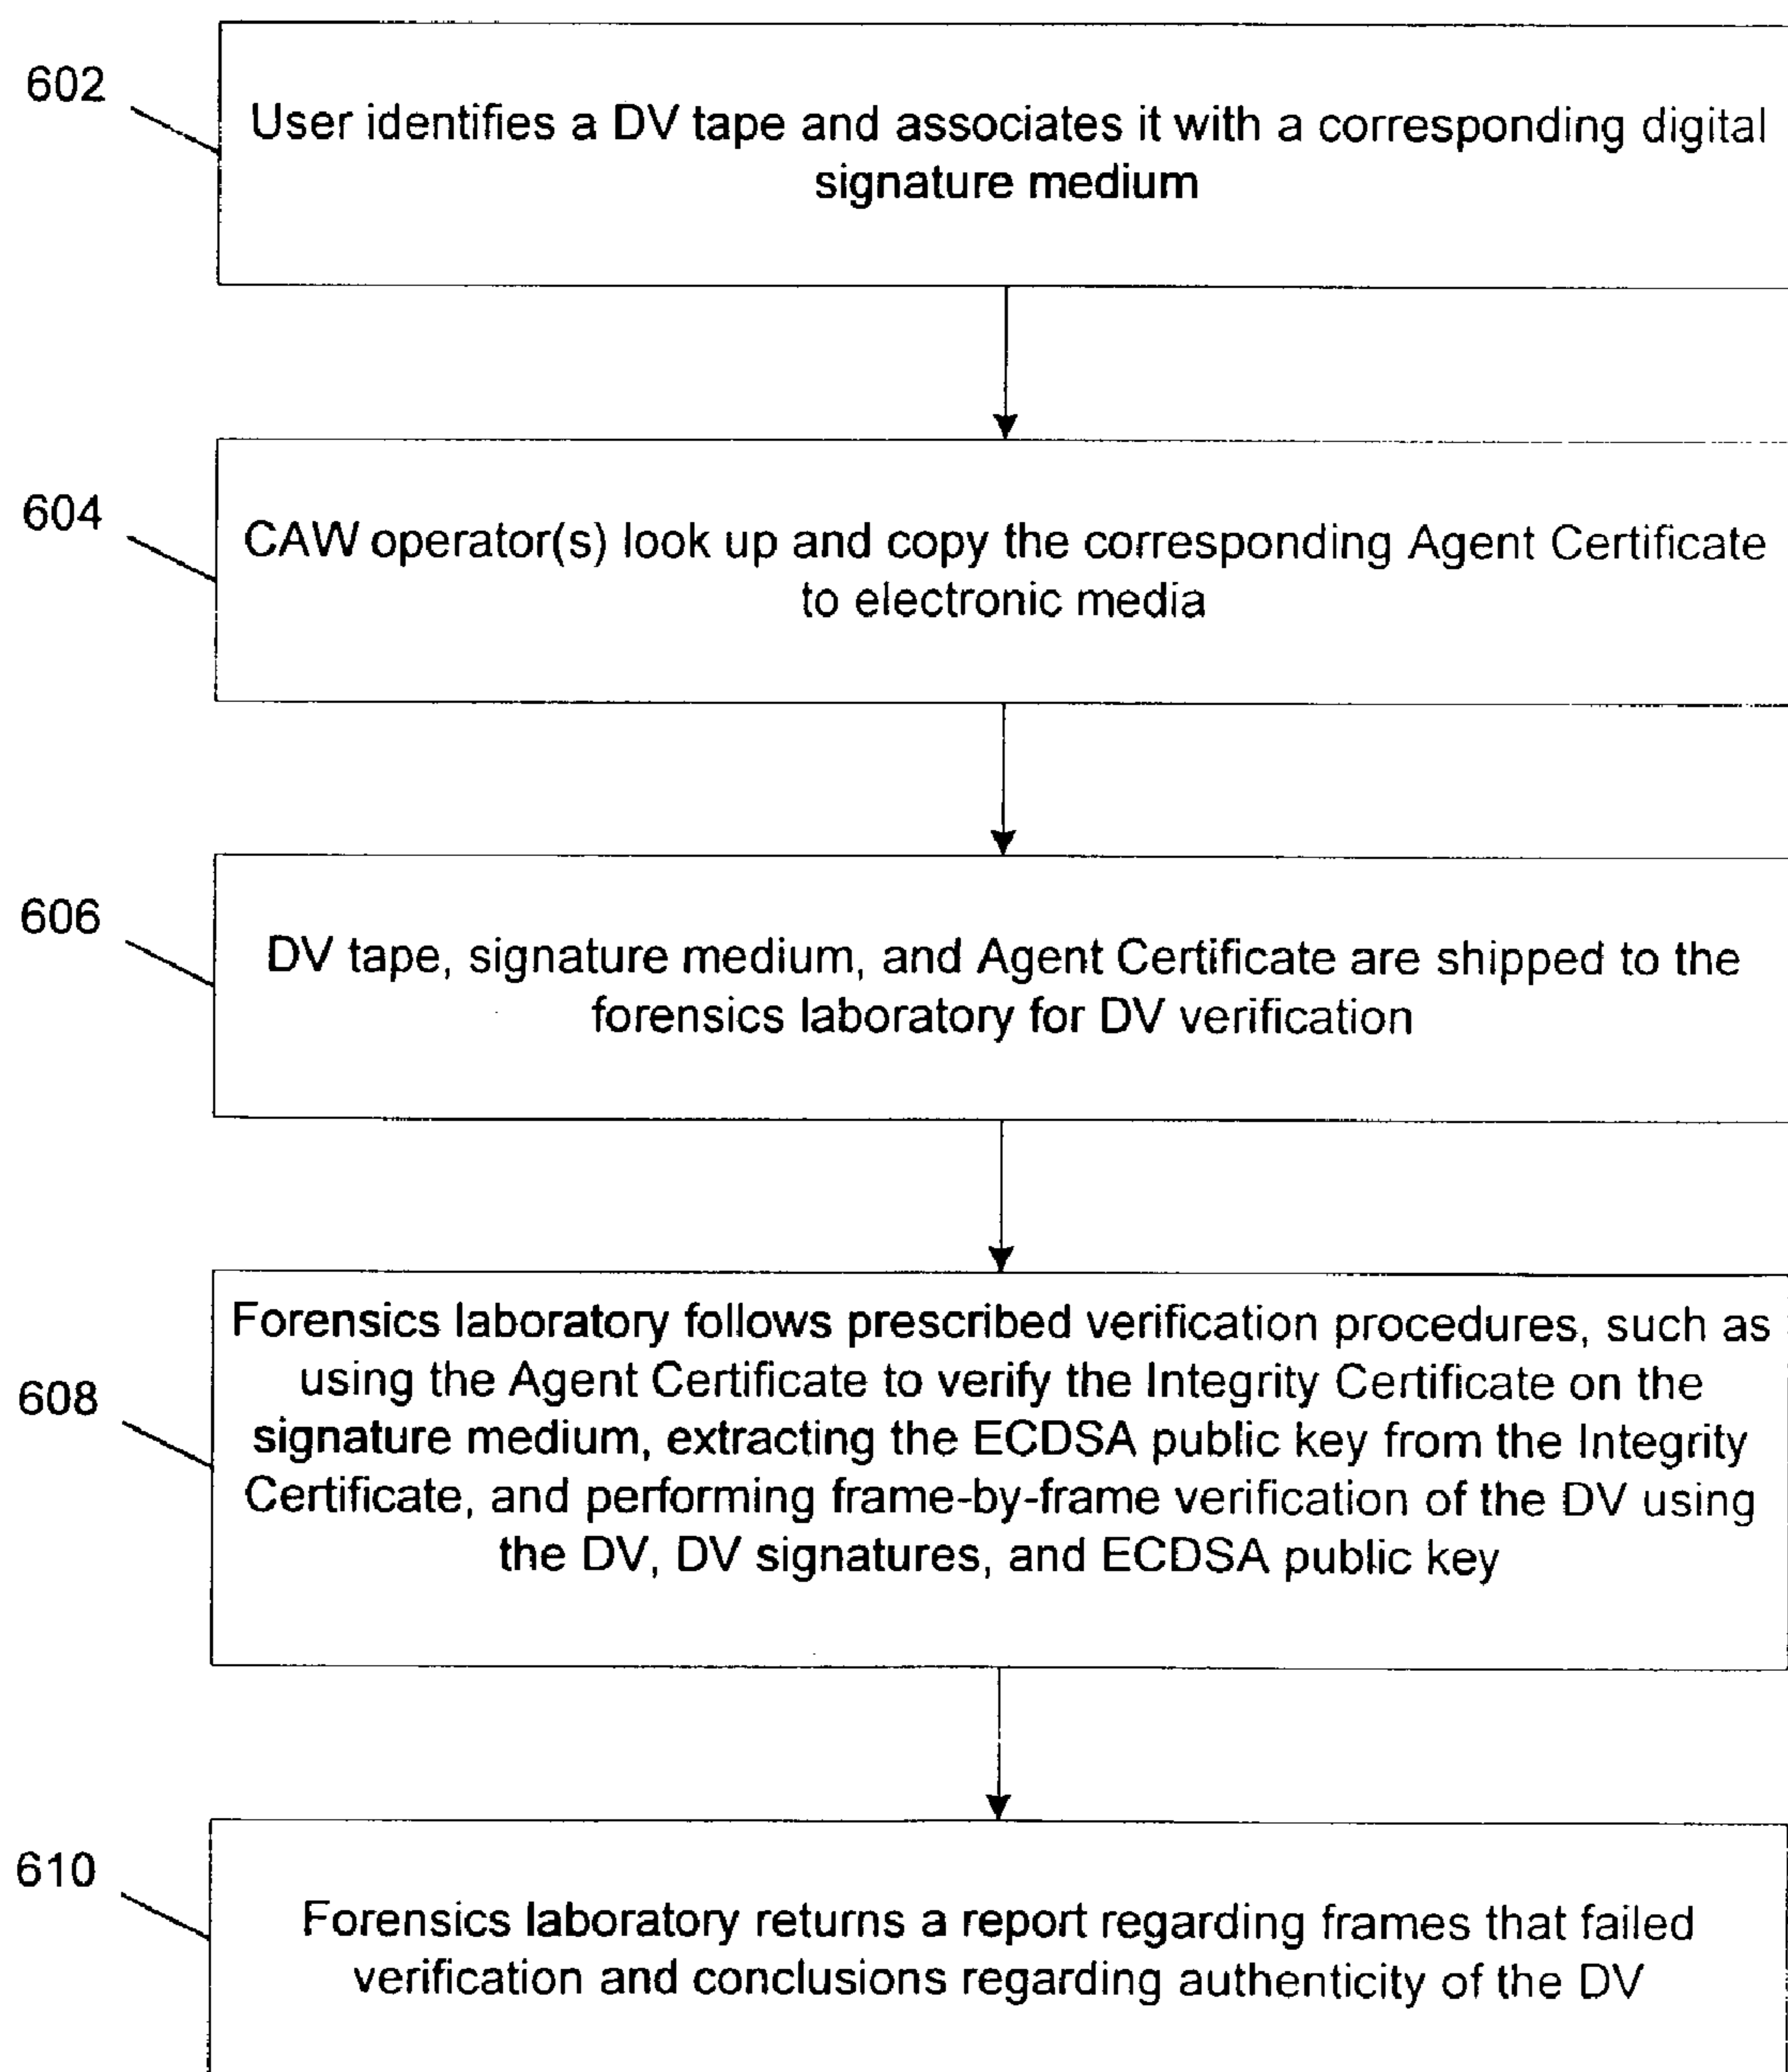 602
User identifies a DV tape and associates it with a corresponding digital
signature medium
604
CAW operator(s) look up and copy the corresponding Agent Certificate
to electronic media
606
DV tape, signature medium, and Agent Certificate are shipped to the
forensics laboratory for DV verification
608
Forensics laboratory follows prescribed verification procedures, such as
using the Agent Certificate to verify the Integrity Certificate on the
signature medium, extracting the ECDSA public key from the Integrity
Certificate, and performing frame-by-frame verification of the DV using
the DV, DV signatures, and ECDSA public key
610
Forensics laboratory returns a report regarding frames that failed
verification and conclusions regarding authenticity of the DV